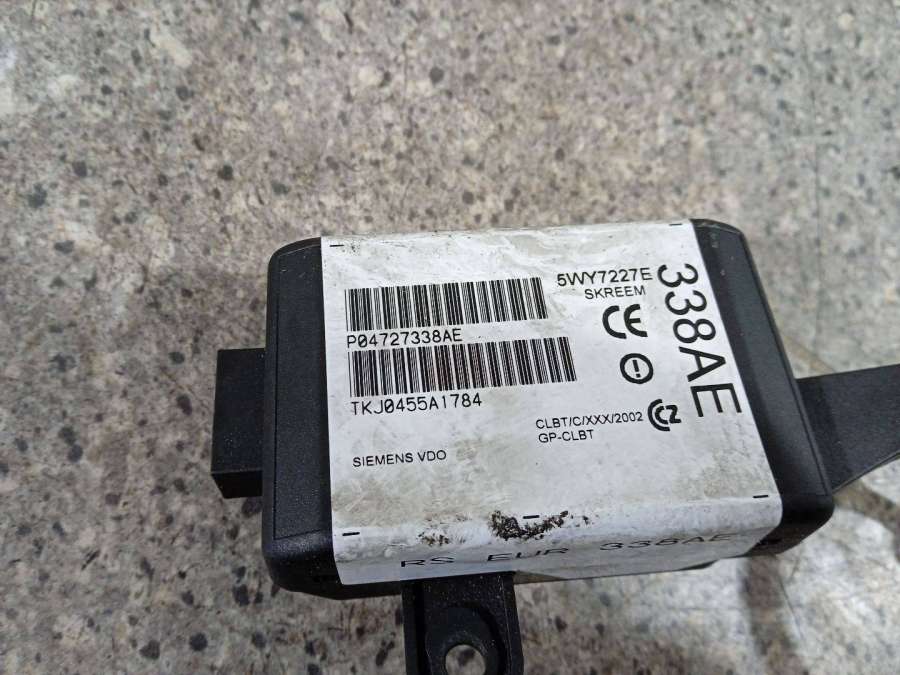 5WY7227E
SKREEM
P04727338AE
TKJ0455A1784
338AE
CE
CLBT/C/XXX/2002
GP-CLBT
SIEMENS VDO
RS EUR 338AE